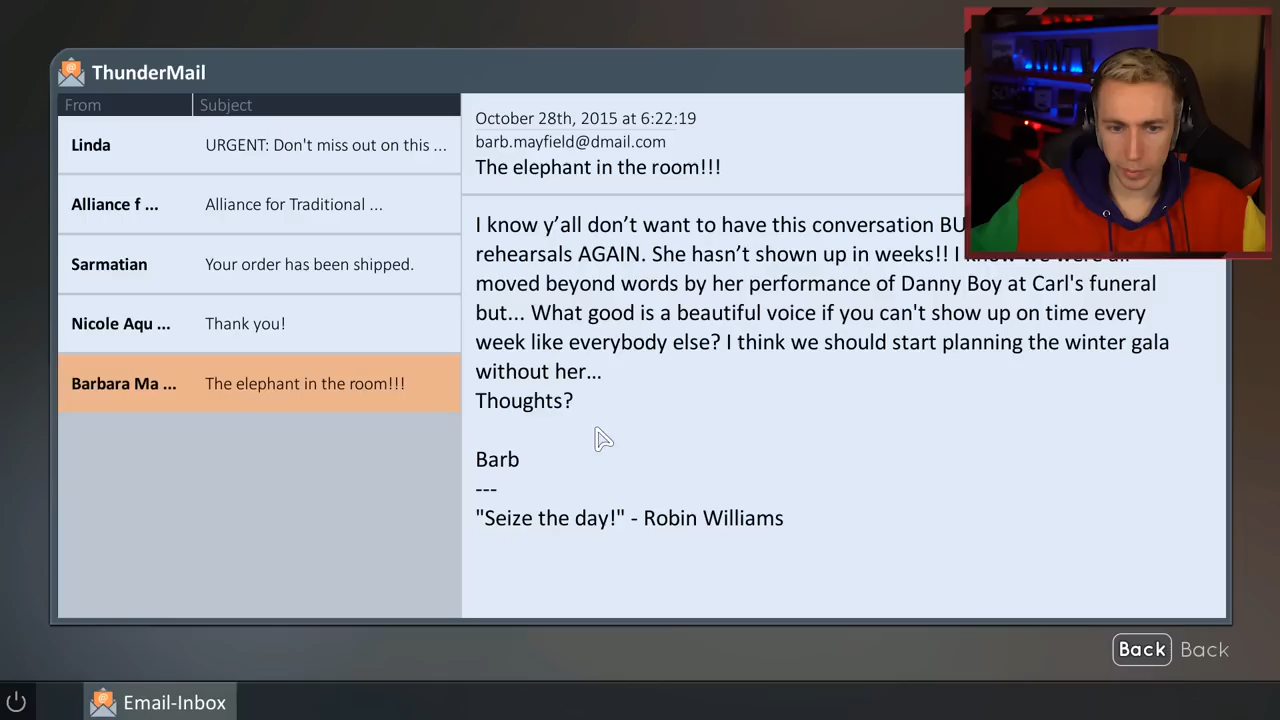 ThunderMail
From Subject
Linda URGENT: Don't miss out on this ...
Alliance f ... Alliance for Traditional ...
Sarmatian Your order has been shipped.
Nicole Aqu ... Thank you!
Barbara Ma ... The elephant in the room!!!
October 28th, 2015 at 6:22:19
barb.mayfield@dmail.com
The elephant in the room!!!
I know y’all don’t want to have this conversation
rehearsals AGAIN. She hasn’t shown up in weeks!! I
moved beyond words by her performance of Danny Boy at Carl's funeral
but... What good is a beautiful voice if you can't show up on time every
week like everybody else? I think we should start planning the winter gala
without her...
Thoughts?
Barb
---
"Seize the day!" - Robin Williams
Back Back
Email-Inbox